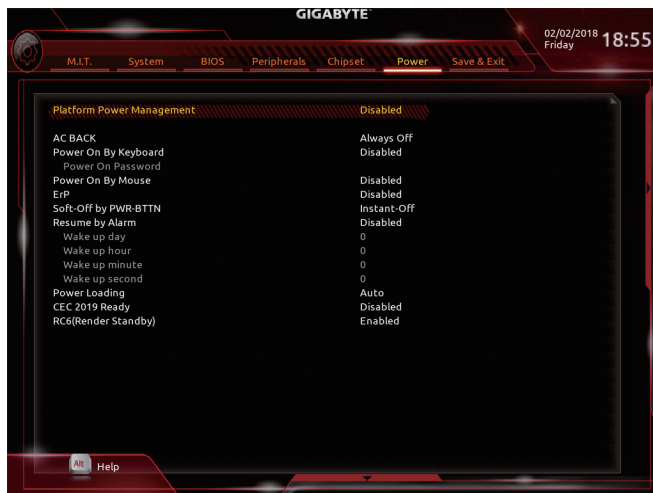 GIGABYTE™
02/02/2018 18:55
Friday
M.I.T. System BIOS Peripherals Chipset Power Save & Exit
Platform Power Management Disabled
AC BACK Always Off
Power On By Keyboard Disabled
Power On Password
Power On By Mouse Disabled
ErP Disabled
Soft-Off by PWR-BTTN Instant-Off
Resume by Alarm Disabled
Wake up day 0
Wake up hour 0
Wake up minute 0
Wake up second 0
Power Loading Auto
CEC 2019 Ready Disabled
RC6(Render Standby) Enabled
Alt Help